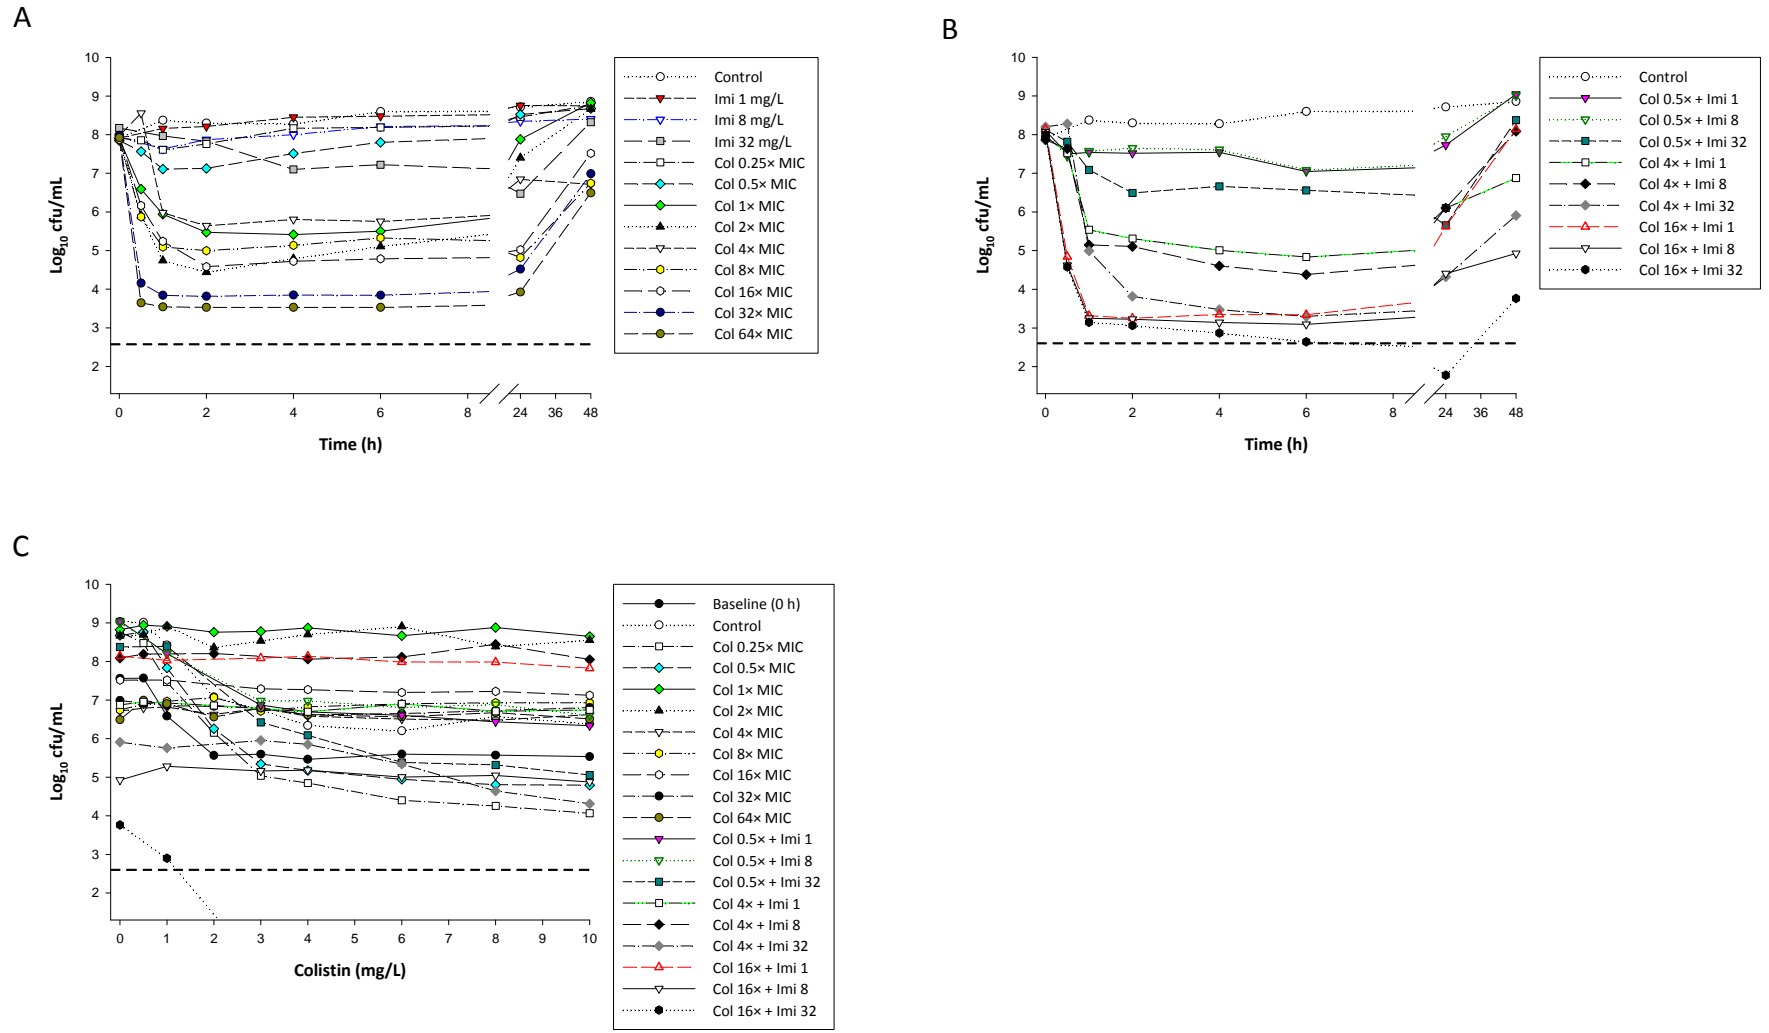 A
Log10 cfu/mL
10
9
8
7
6
5
4
3
2
0
2
4
6
8
24
36
48
Time (h)
Control
Imi 1 mg/L
Imi 8 mg/L
Imi 32 mg/L
Col 0.25× MIC
Col 0.5× MIC
Col 1× MIC
Col 2× MIC
Col 4× MIC
Col 8× MIC
Col 16× MIC
Col 32× MIC
Col 64× MIC
B
Log10 cfu/mL
10
9
8
7
6
5
4
3
2
0
2
4
6
8
24
36
48
Time (h)
Control
Col 0.5× + Imi 1
Col 0.5× + Imi 8
Col 0.5× + Imi 32
Col 4× + Imi 1
Col 4× + Imi 8
Col 4× + Imi 32
Col 16× + Imi 1
Col 16× + Imi 8
Col 16× + Imi 32
C
Log10 cfu/mL
10
9
8
7
6
5
4
3
2
0
1
2
3
4
5
6
7
8
9
10
Colistin (mg/L)
Baseline (0 h)
Control
Col 0.25× MIC
Col 0.5× MIC
Col 1× MIC
Col 2× MIC
Col 4× MIC
Col 8× MIC
Col 16× MIC
Col 32× MIC
Col 64× MIC
Col 0.5× + Imi 1
Col 0.5× + Imi 8
Col 0.5× + Imi 32
Col 4× + Imi 1
Col 4× + Imi 8
Col 4× + Imi 32
Col 16× + Imi 1
Col 16× + Imi 8
Col 16× + Imi 32